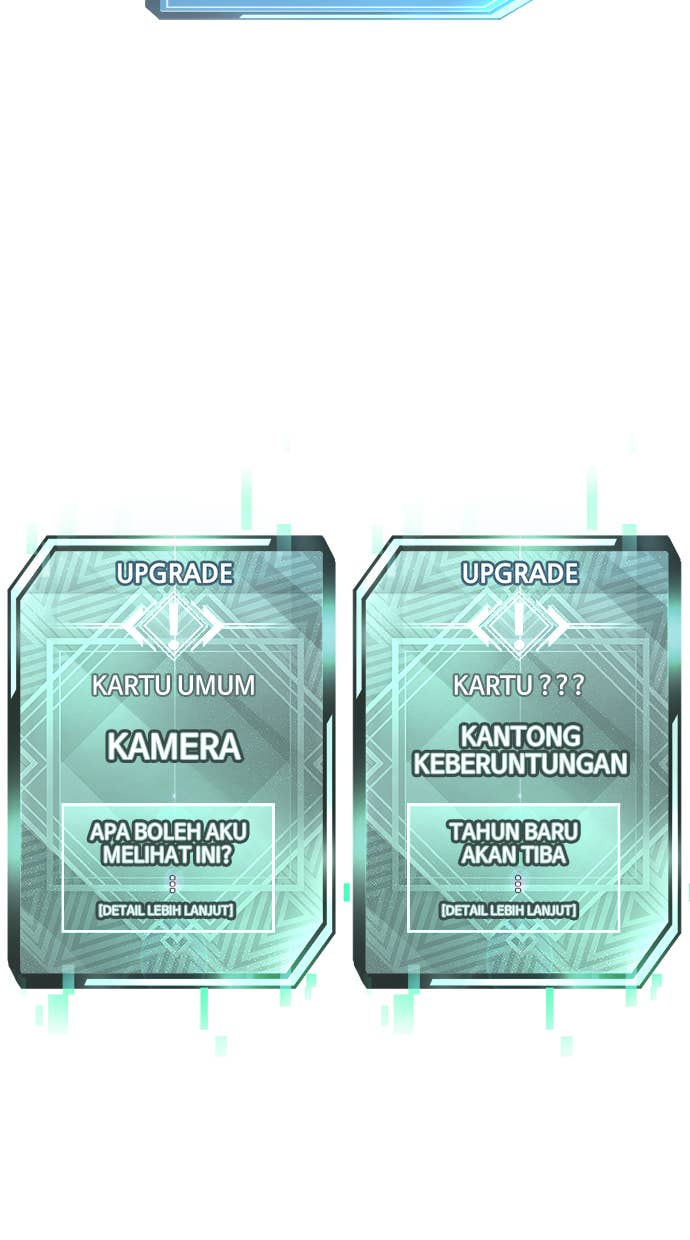 UPGRADE
KARTU UMUM
KAMERA
APA BOLEH AKU
MELIHAT INI?
[DETAIL LEBIH LANJUT]
UPGRADE
KARTU ???
KANTONG
KEBERUNTUNGAN
TAHUN BARU
AKAN TIBA
[DETAIL LEBIH LANJUT]